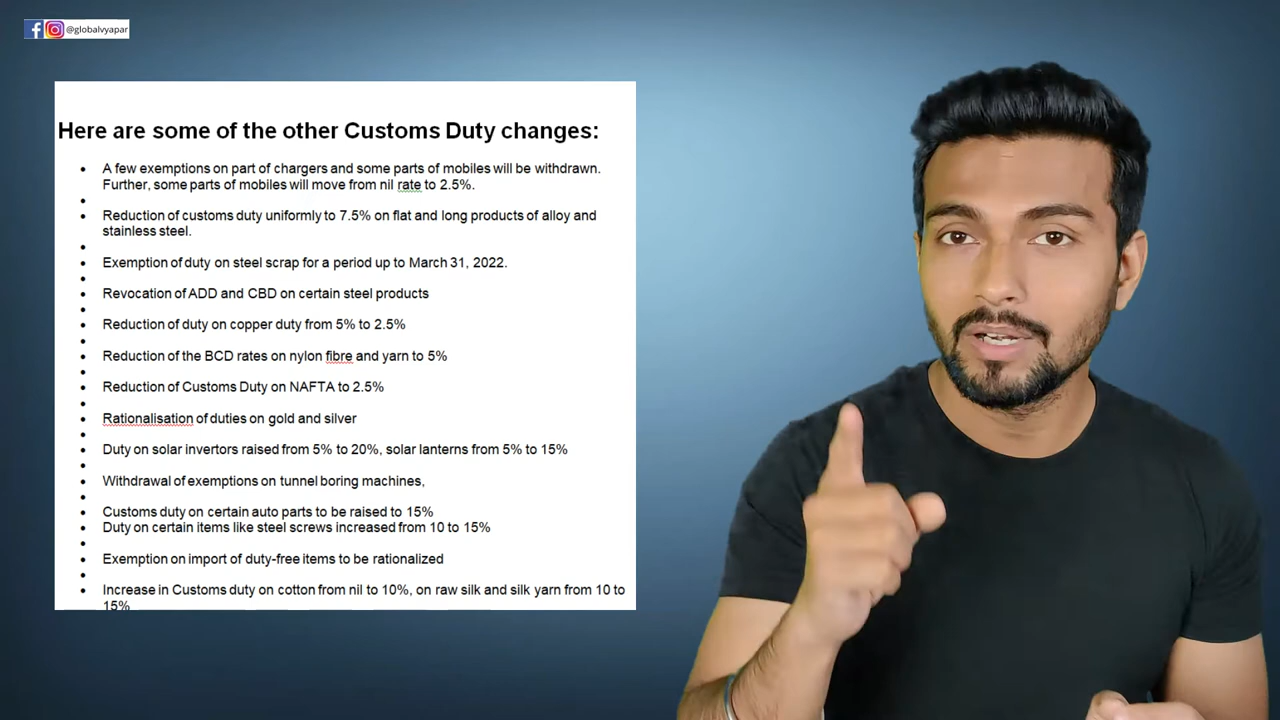 @globalvyapar
Here are some of the other Customs Duty changes:
A few exemptions on part of chargers and some parts of mobiles will be withdrawn.
Further, some parts of mobiles will move from nil rate to 2.5%.
Reduction of customs duty uniformly to 7.5% on flat and long products of alloy and
stainless steel.
Exemption of duty on steel scrap for a period up to March 31, 2022.
Revocation of ADD and CBD on certain steel products
Reduction of duty on copper duty from 5% to 2.5%
Reduction of the BCD rates on nylon fibre and yarn to 5%
Reduction of Customs Duty on NAFTA to 2.5%
Rationalisation of duties on gold and silver
Duty on solar invertors raised from 5% to 20%, solar lanterns from 5% to 15%
Withdrawal of exemptions on tunnel boring machines,
Customs duty on certain auto parts to be raised to 15%
Duty on certain items like steel screws increased from 10 to 15%
Exemption on import of duty-free items to be rationalized
Increase in Customs duty on cotton from nil to 10%, on raw silk and silk yarn from 10 to
15%